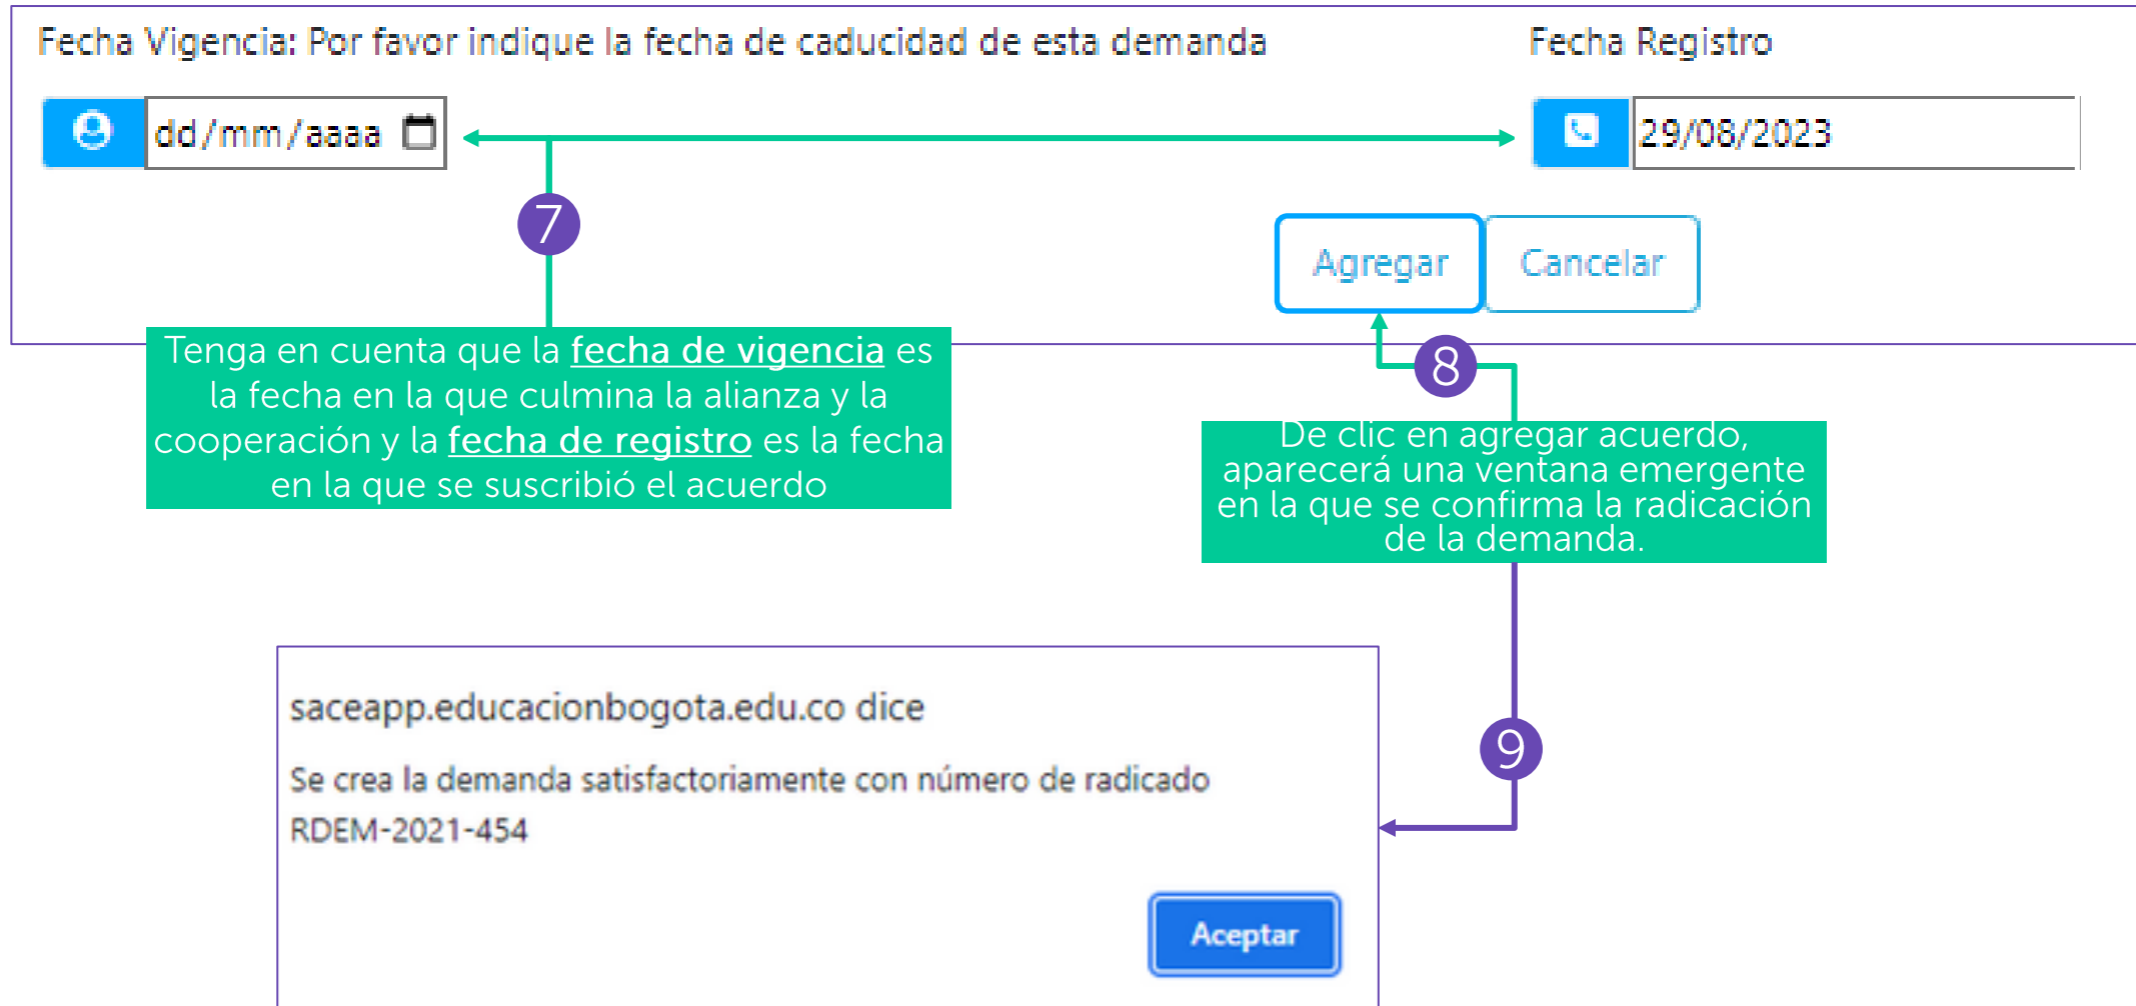 Fecha Vigencia: Por favor indique la fecha de caducidad de esta demanda
Fecha Registro
dd/mm/aaaa
29/08/2023
7
Agregar
Cancelar
Tenga en cuenta que la fecha de vigencia es
la fecha en la que culmina la alianza y la
cooperación y la fecha de registro es la fecha
en la que se suscribió el acuerdo
8
De clic en agregar acuerdo,
aparecerá una ventana emergente
en la que se confirma la radicación
de la demanda.
9
saceapp.educacionbogota.edu.co dice
Se crea la demanda satisfactoriamente con número de radicado
RDEM-2021-454
Aceptar